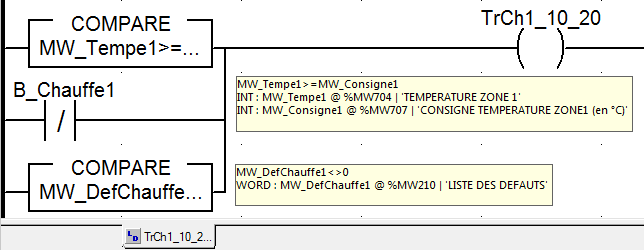 TrCh1_10_20
COMPARE
MW_Tempe1>=...
MW_Tempe1>=MW_Consigne1
INT : MW_Tempe1 @ %MW704 | 'TEMPERATURE ZONE 1'
INT : MW_Consigne1 @ %MW707 | 'CONSIGNE TEMPERATURE ZONE1 (en °C)'
B_Chauffe1
/
COMPARE
MW_DefChauffe...
MW_DefChauffe1<>0
WORD : MW_DefChauffe1 @ %MW210 | 'LISTE DES DEFAUTS'
LD TrCh1_10_2...